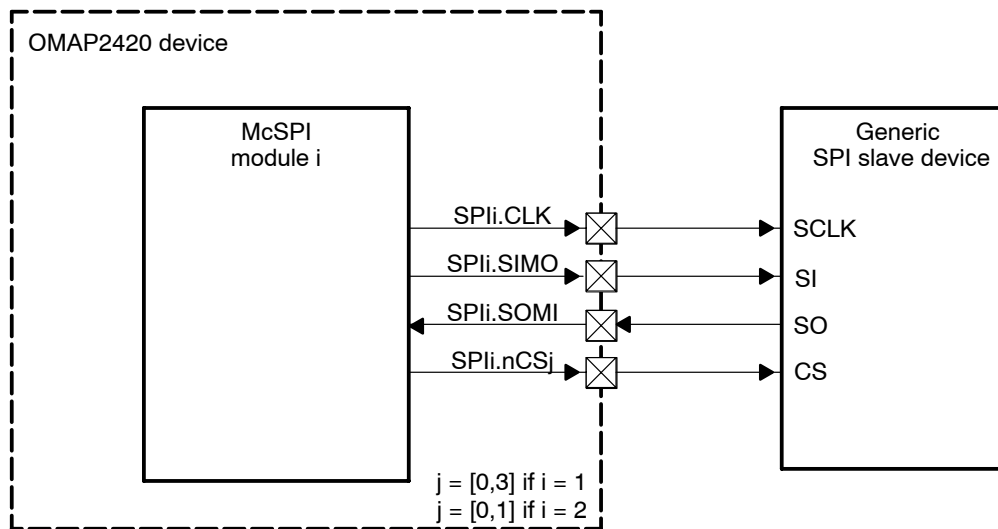 OMAP2420 device
McSPI
module i
Generic
SPI slave device
SPIi.CLK
SCLK
SPIi.SIMO
SI
SPIi.SOMI
SO
SPIi.nCSj
CS
j = [0,3] if i = 1
j = [0,1] if i = 2